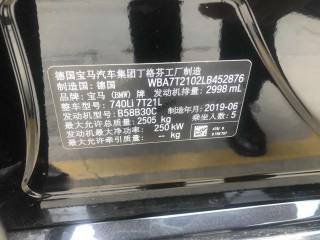 德国宝马汽车集团丁格芬工厂制造
制造国：德国 WBA7T2102LB452876
品牌：宝马（BMW）牌 发动机排量：2998 mL
整车型号：740Li 7T21L
发动机型号：B58B30C 制造年月：2019-06
最大允许总质量：2505 kg 乘坐人数：5
发动机最大净功率：250 kW
最大允许牵引质量：-- kg